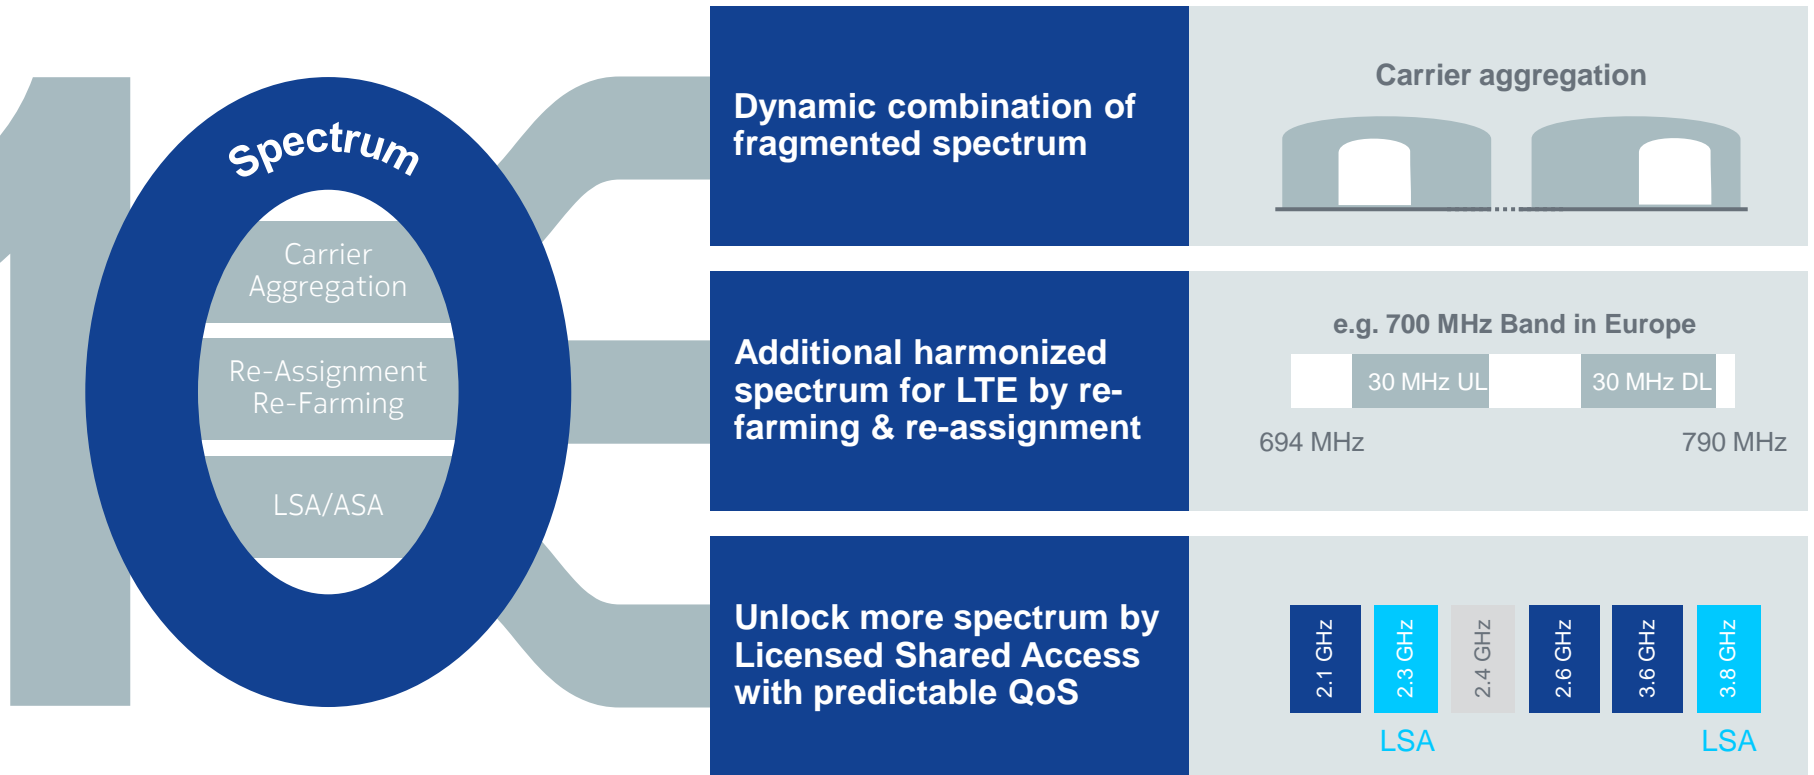 10
Spectrum
Carrier
Aggregation
Re-Assignment
Re-Farming
LSA/ASA
Dynamic combination of
fragmented spectrum
Carrier aggregation
Additional harmonized
spectrum for LTE by re-
farming & re-assignment
e.g. 700 MHz Band in Europe
30 MHz UL
30 MHz DL
694 MHz
790 MHz
Unlock more spectrum by
Licensed Shared Access
with predictable QoS
2.1 GHz
2.3 GHz
2.4 GHz
2.6 GHz
3.6 GHz
3.8 GHz
LSA
LSA